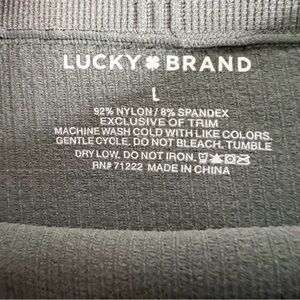 LUCKY BRAND
L
92% NYLON / 8% SPANDEX
EXCLUSIVE OF TRIM
MACHINE WASH COLD WITH LIKE COLORS.
GENTLE CYCLE. DO NOT BLEACH. TUMBLE
DRY LOW. DO NOT IRON.
RN# 71222 MADE IN CHINA